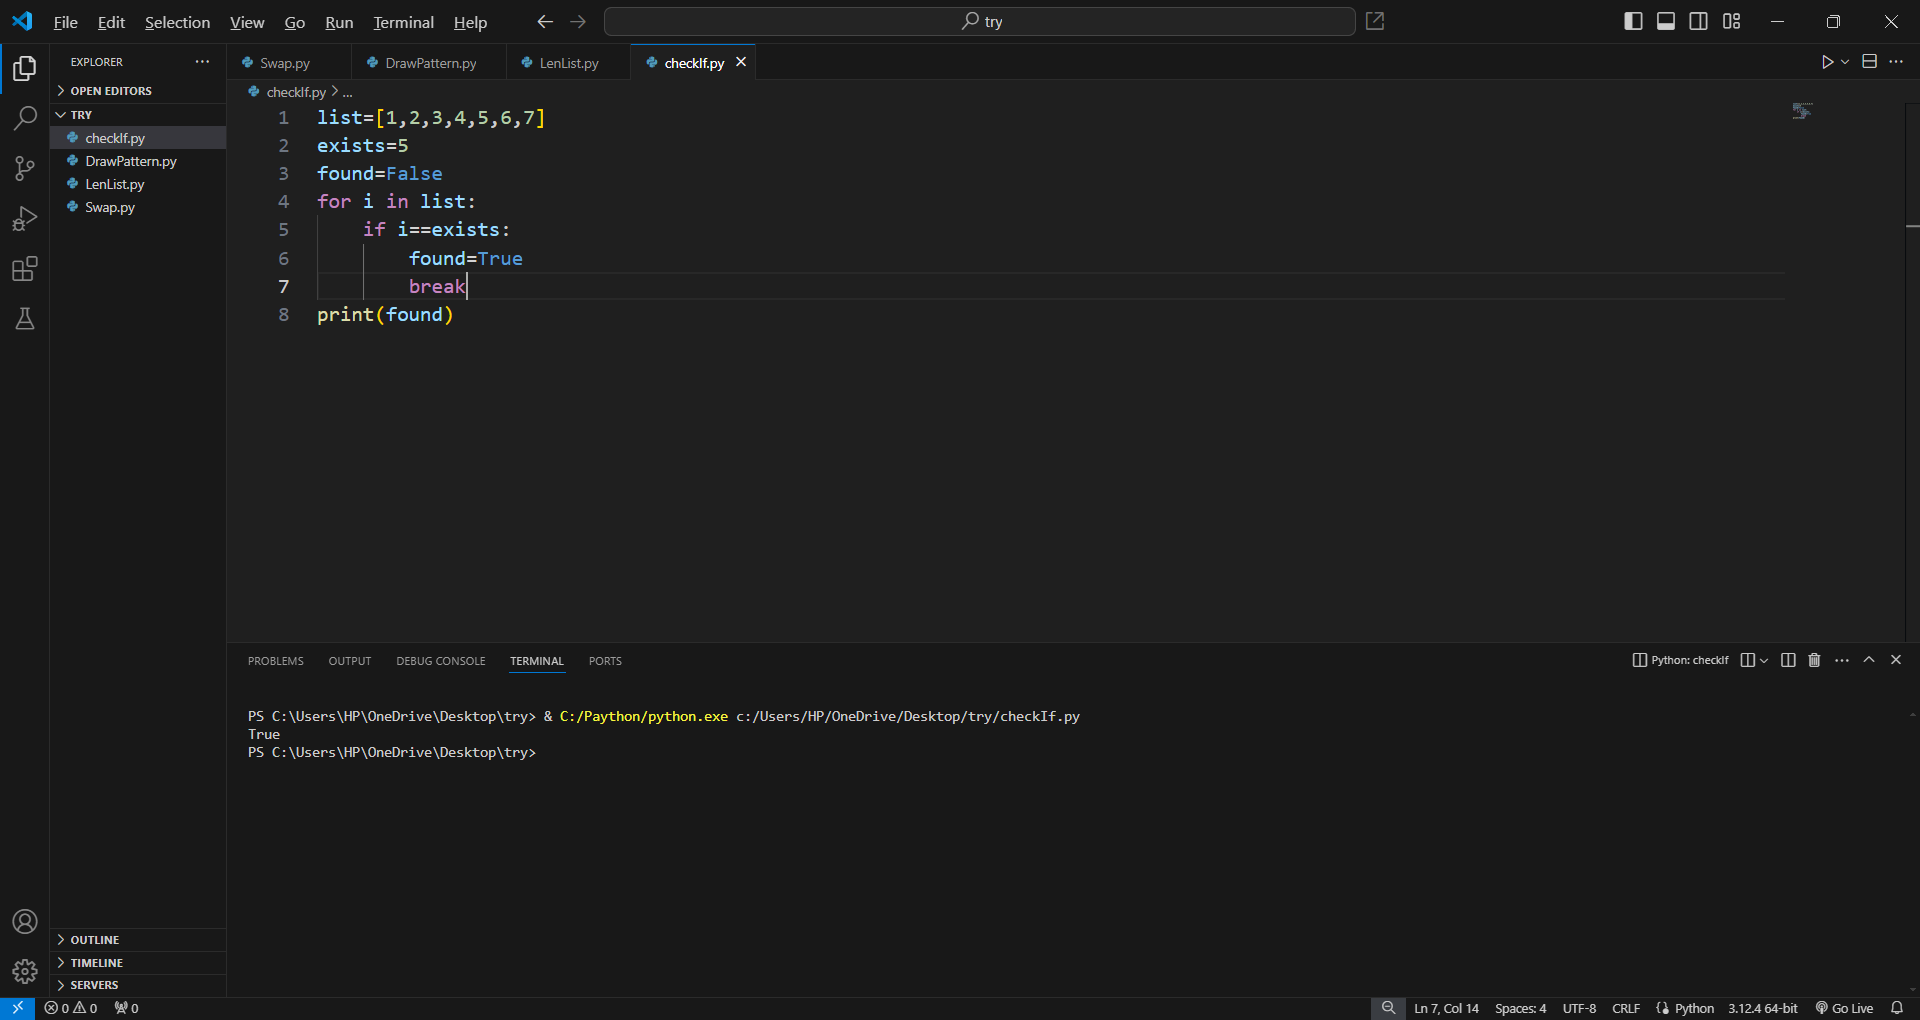 File Edit Selection View Go Run Terminal Help try
EXPLORER
OPEN EDITORS
TRY
checkIf.py
DrawPattern.py
LenList.py
Swap.py
OUTLINE
TIMELINE
SERVERS
Swap.py DrawPattern.py LenList.py checkIf.py
checkIf.py > ...
1 list=[1,2,3,4,5,6,7]
2 exists=5
3 found=False
4 for i in list:
5 if i==exists:
6 found=True
7 break
8 print(found)
PROBLEMS OUTPUT DEBUG CONSOLE TERMINAL PORTS Python: checkIf
PS C:\Users\HP\OneDrive\Desktop\try> & C:/Paython/python.exe c:/Users/HP/OneDrive/Desktop/try/checkIf.py
True
PS C:\Users\HP\OneDrive\Desktop\try>
0 0 0 Ln 7, Col 14 Spaces: 4 UTF-8 CRLF Python 3.12.4 64-bit Go Live